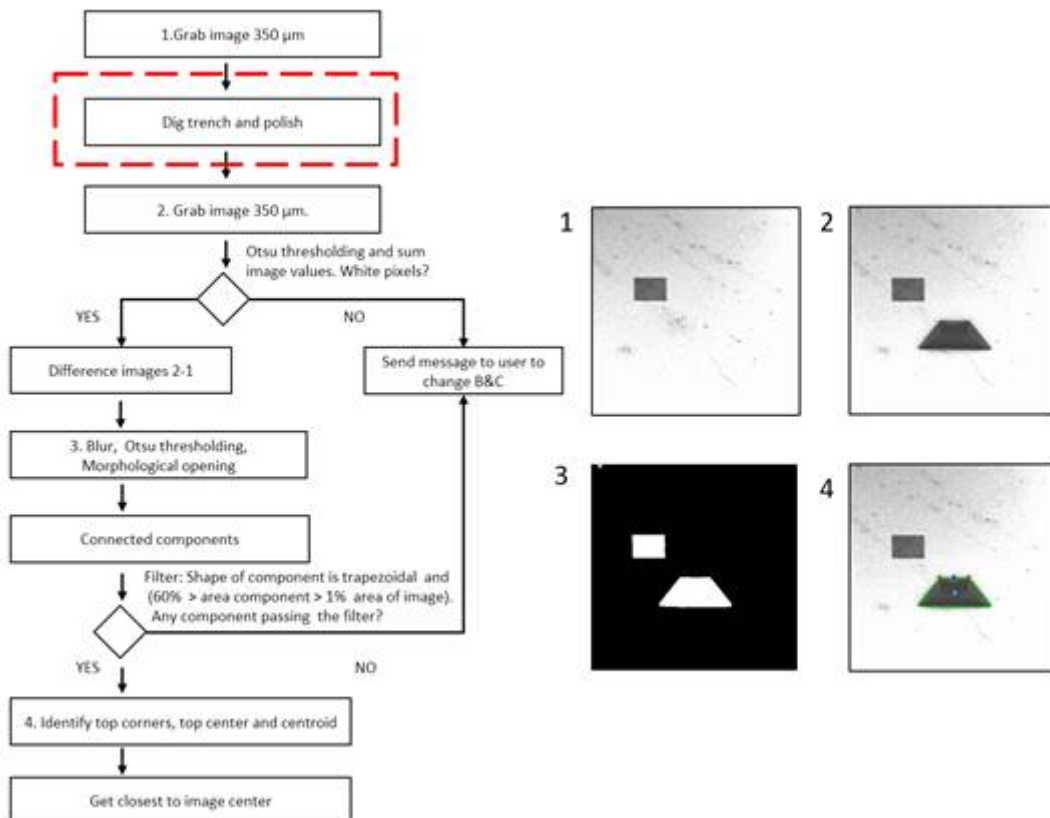 1.Grab image 350 µm
Dig trench and polish
2. Grab image 350 µm.
Otsu thresholding and sum
image values. White pixels?
YES
NO
Difference images 2-1
Send message to user to
change B&C
3. Blur, Otsu thresholding,
Morphological opening
Connected components
Filter: Shape of component is trapezoidal and
(60% > area component > 1% area of image).
Any component passing the filter?
YES
NO
4. Identify top corners, top center and centroid
Get closest to image center
1
2
3
4